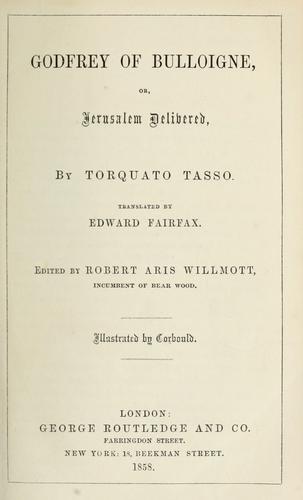 GODFREY OF BULLOIGNE,
OR,
Jerusalem Delivered,
BY TORQUATO TASSO.
TRANSLATED BY
EDWARD FAIRFAX.
EDITED BY ROBERT ARIS WILLMOTT,
INCUMBENT OF BEAR WOOD.
Illustrated by Corbould.
LONDON:
GEORGE ROUTLEDGE AND CO.
FARRINGDON STREET.
NEW YORK: 18, BEEKMAN STREET.
1858.